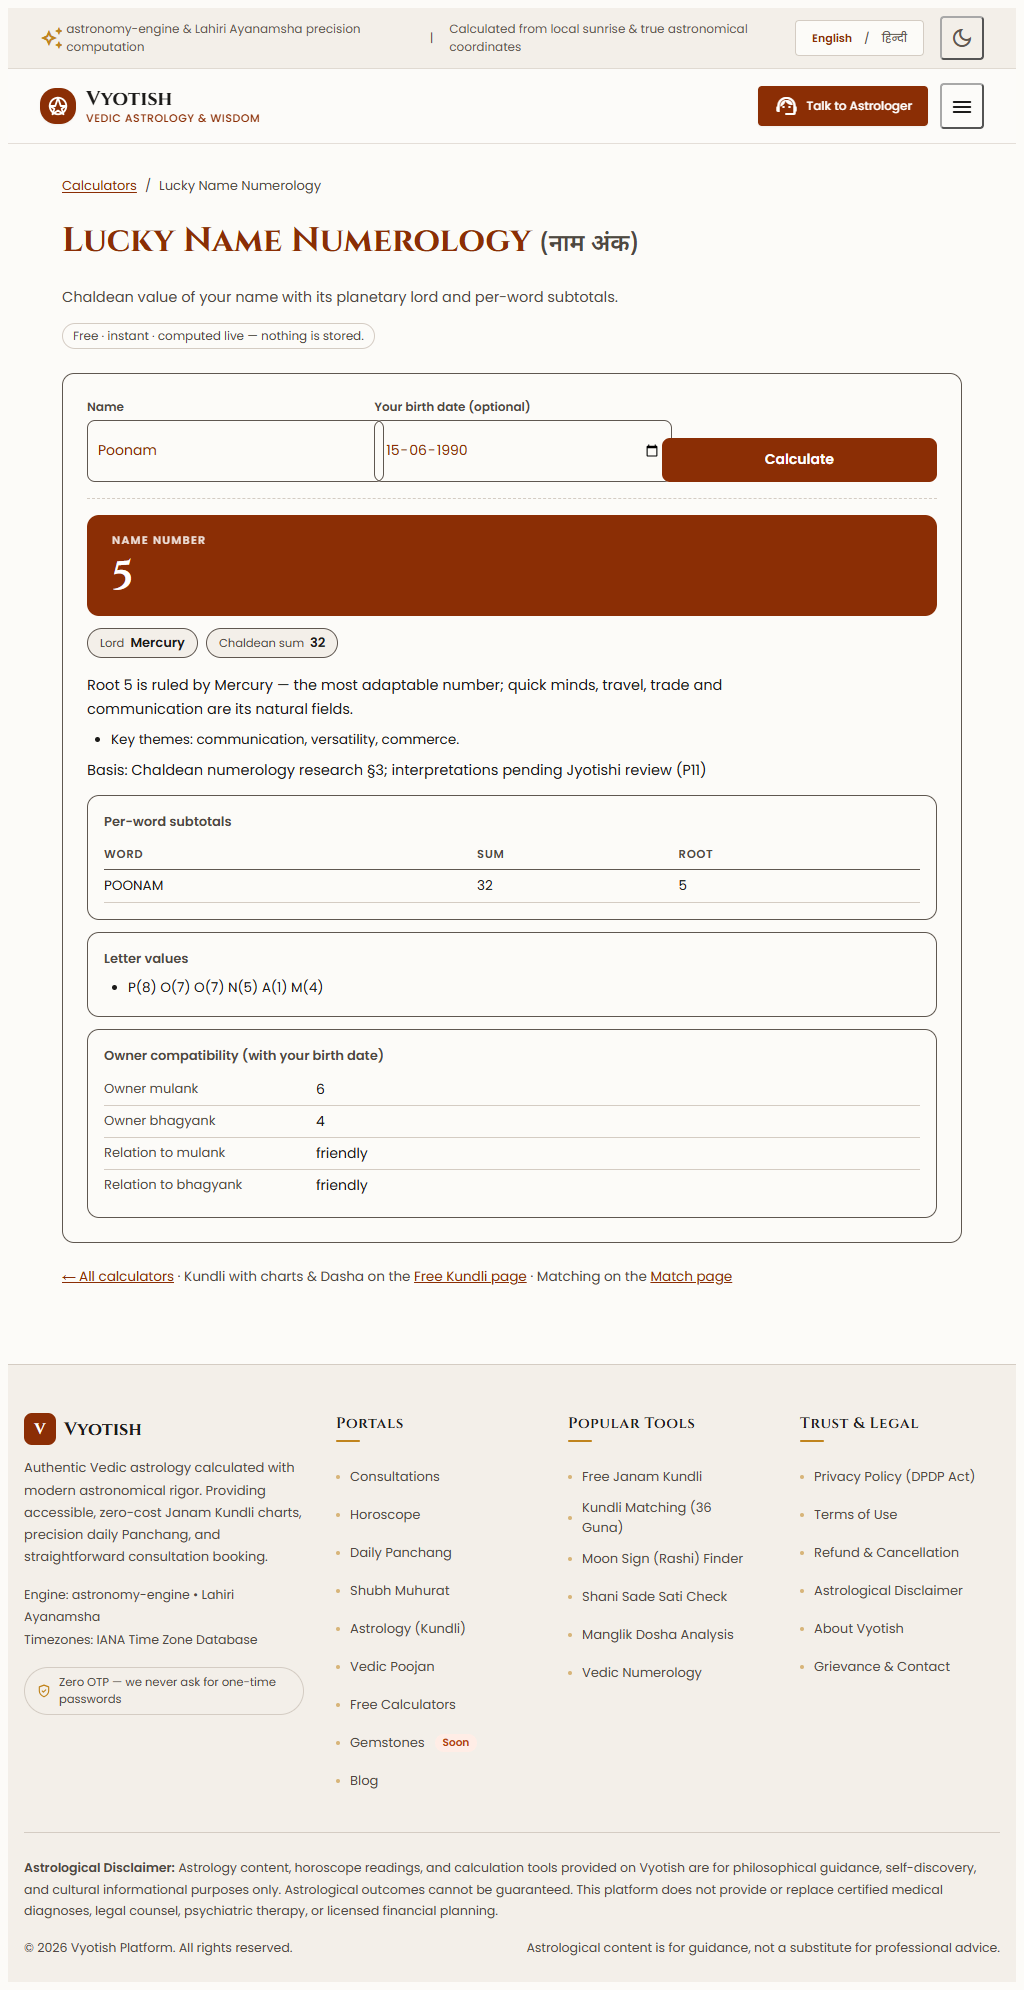 astronomy-engine & Lahiri Ayanamsha precision
computation
|
Calculated from local sunrise & true astronomical
coordinates
English / हिन्दी
Vyotish
VEDIC ASTROLOGY & WISDOM
Talk to Astrologer
Calculators / Lucky Name Numerology
Lucky Name Numerology (नाम अंक)
Chaldean value of your name with its planetary lord and per-word subtotals.
Free · instant · computed live — nothing is stored.
Name
Your birth date (optional)
Poonam
15-06-1990
Calculate
NAME NUMBER
5
Lord Mercury
Chaldean sum 32
Root 5 is ruled by Mercury — the most adaptable number; quick minds, travel, trade and
communication are its natural fields.
• Key themes: communication, versatility, commerce.
Basis: Chaldean numerology research §3; interpretations pending Jyotishi review (P11)
Per-word subtotals
WORD SUM ROOT
POONAM 32 5
Letter values
• P(8) O(7) O(7) N(5) A(1) M(4)
Owner compatibility (with your birth date)
Owner mulank 6
Owner bhagyank 4
Relation to mulank friendly
Relation to bhagyank friendly
← All calculators · Kundli with charts & Dasha on the Free Kundli page · Matching on the Match page
V Vyotish
Authentic Vedic astrology calculated with
modern astronomical rigor. Providing
accessible, zero-cost Janam Kundli charts,
precision daily Panchang, and
straightforward consultation booking.
Engine: astronomy-engine • Lahiri
Ayanamsha
Timezones: IANA Time Zone Database
Zero OTP — we never ask for one-time
passwords
Portals
Consultations
Horoscope
Daily Panchang
Shubh Muhurat
Astrology (Kundli)
Vedic Poojan
Free Calculators
Gemstones Soon
Blog
Popular Tools
Free Janam Kundli
Kundli Matching (36
Guna)
Moon Sign (Rashi) Finder
Shani Sade Sati Check
Manglik Dosha Analysis
Vedic Numerology
Trust & Legal
Privacy Policy (DPDP Act)
Terms of Use
Refund & Cancellation
Astrological Disclaimer
About Vyotish
Grievance & Contact
Astrological Disclaimer: Astrology content, horoscope readings, and calculation tools provided on Vyotish are for philosophical guidance, self-discovery,
and cultural informational purposes only. Astrological outcomes cannot be guaranteed. This platform does not provide or replace certified medical
diagnoses, legal counsel, psychiatric therapy, or licensed financial planning.
© 2026 Vyotish Platform. All rights reserved.
Astrological content is for guidance, not a substitute for professional advice.